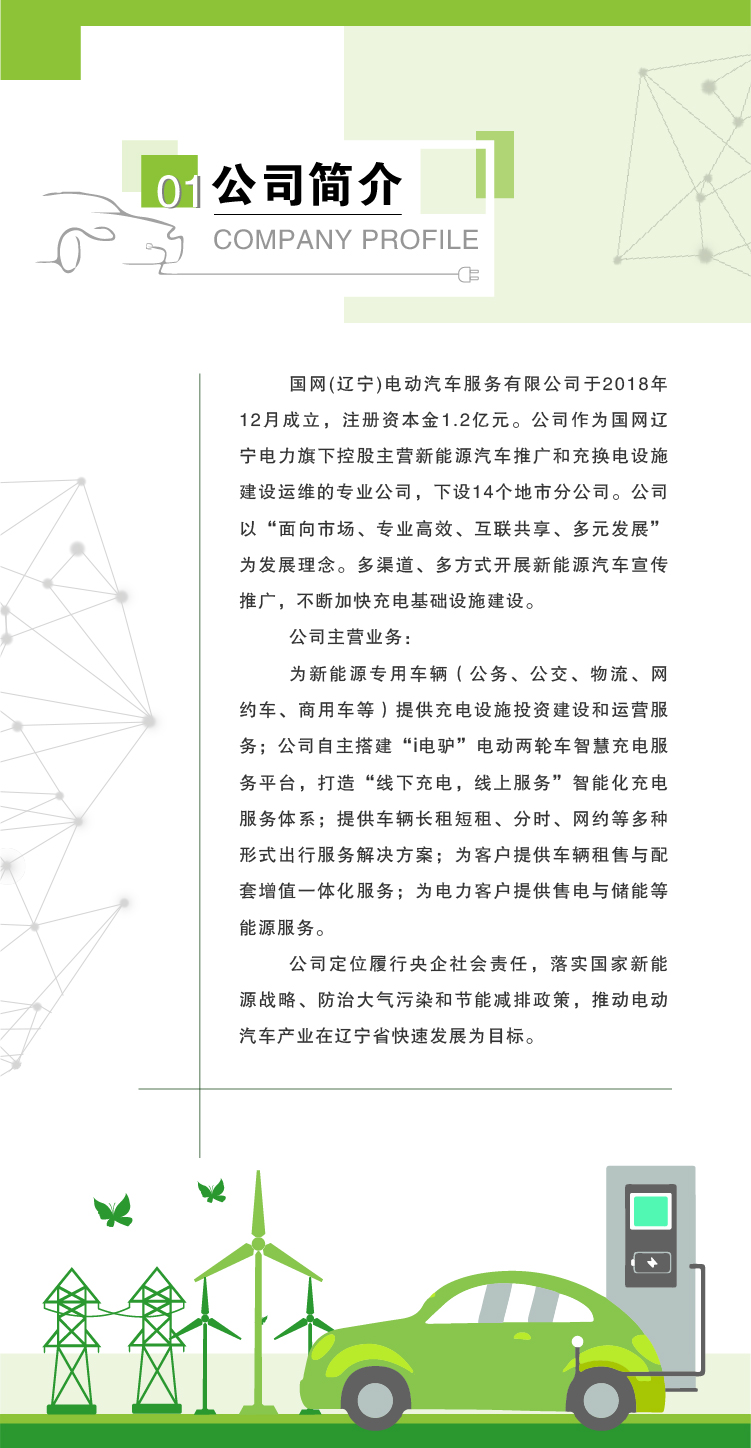 01 公司简介
COMPANY PROFILE
国网(辽宁)电动汽车服务有限公司于2018年
12月成立，注册资本金1.2亿元。公司作为国网辽
宁电力旗下控股主营新能源汽车推广和充换电设施
建设运维的专业公司，下设14个地市分公司。公司
以“面向市场、专业高效、互联共享、多元发展”
为发展理念。多渠道、多方式开展新能源汽车宣传
推广，不断加快充电基础设施建设。
公司主营业务：
为新能源专用车辆（公务、公交、物流、网
约车、商用车等）提供充电设施投资建设和运营服
务；公司自主搭建“i电驴”电动两轮车智慧充电服
务平台，打造“线下充电，线上服务”智能化充电
服务体系；提供车辆长租短租、分时、网约等多种
形式出行服务解决方案；为客户提供车辆租售与配
套增值一体化服务；为电力客户提供售电与储能等
能源服务。
公司定位履行央企社会责任，落实国家新能
源战略、防治大气污染和节能减排政策，推动电动
汽车产业在辽宁省快速发展为目标。